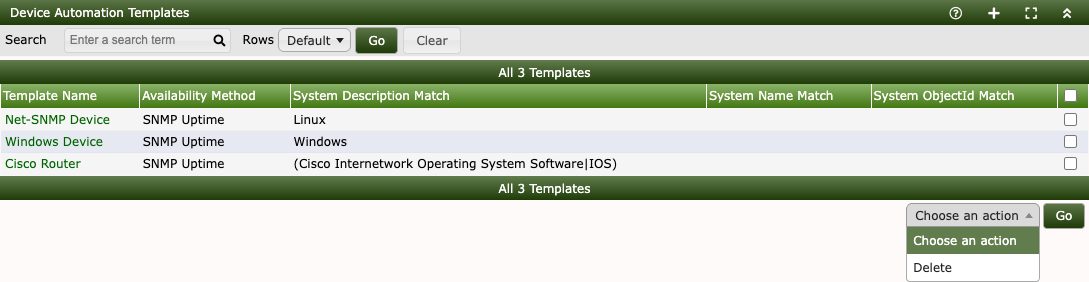 Device Automation Templates
Search Enter a search term Rows Default Go Clear
All 3 Templates
Template Name Availability Method System Description Match System Name Match System ObjectId Match
Net-SNMP Device SNMP Uptime Linux
Windows Device SNMP Uptime Windows
Cisco Router SNMP Uptime (Cisco Internetwork Operating System Software|IOS)
All 3 Templates
Choose an action Go
Choose an action
Delete